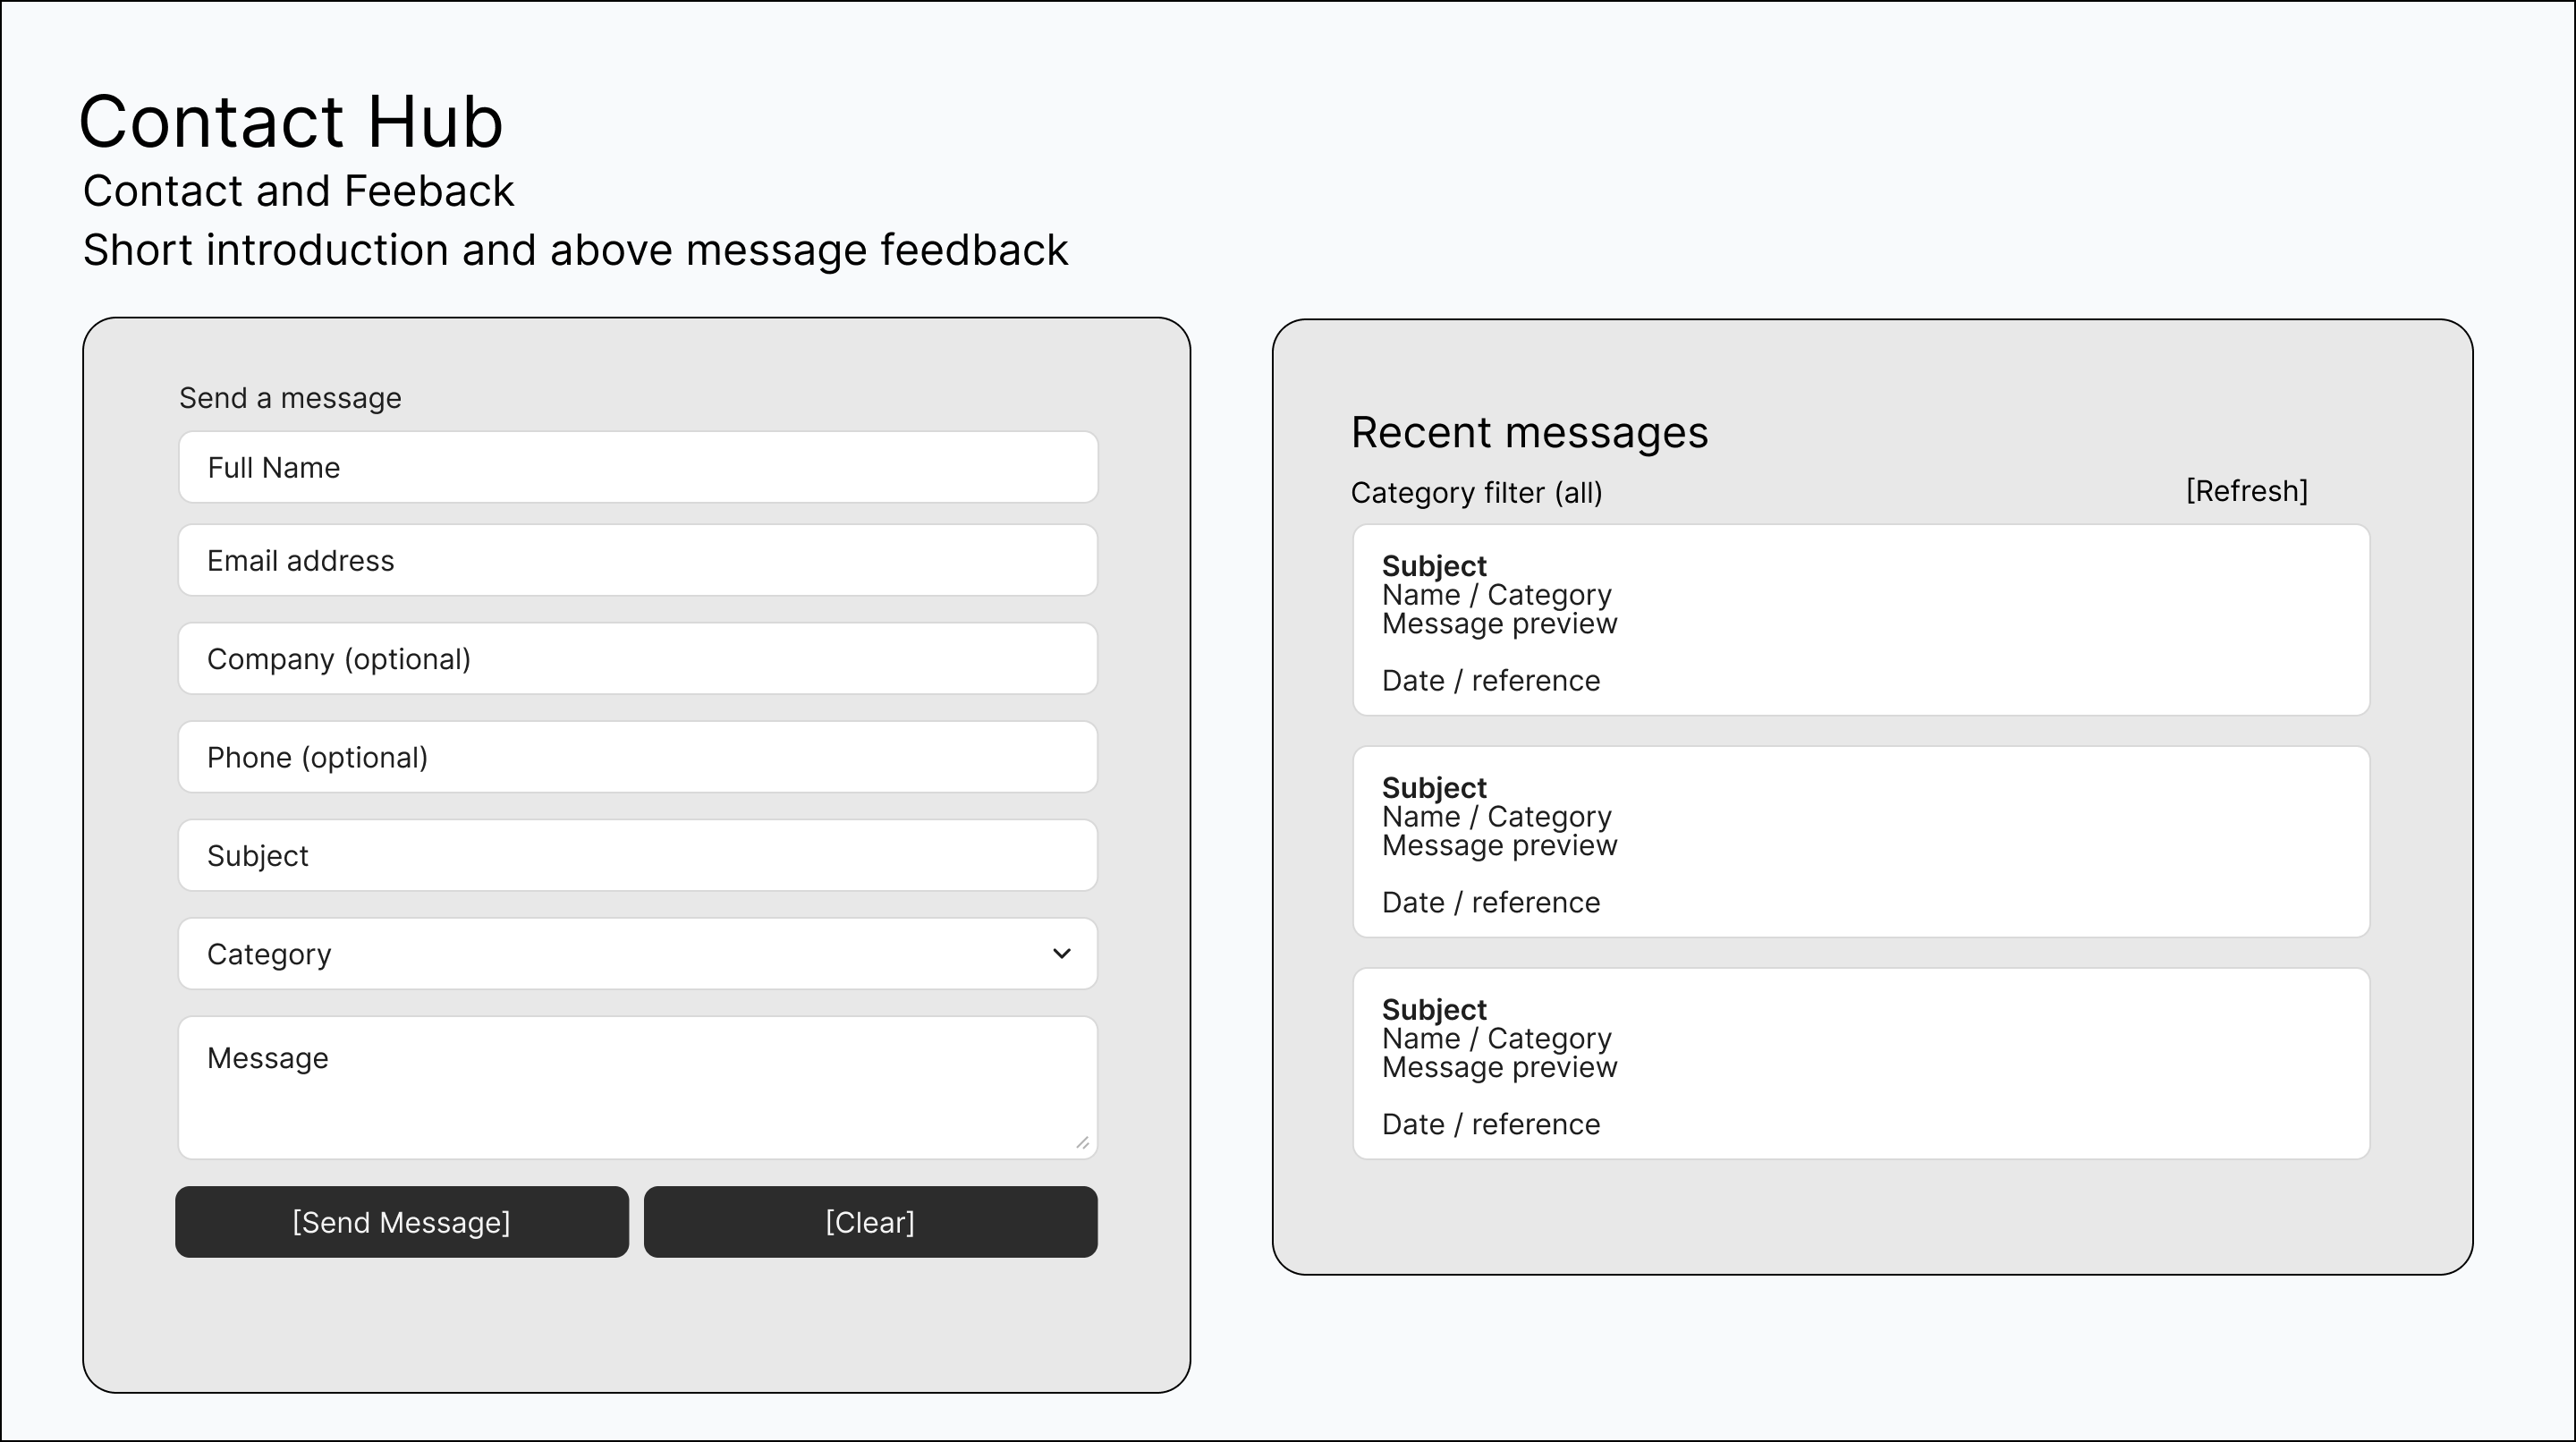 Contact Hub
Contact and Feeback
Short introduction and above message feedback
Send a message
Full Name
Email address
Company (optional)
Phone (optional)
Subject
Category
Message
[Send Message]
[Clear]
Recent messages
Category filter (all)
[Refresh]
Subject
Name / Category
Message preview
Date / reference
Subject
Name / Category
Message preview
Date / reference
Subject
Name / Category
Message preview
Date / reference